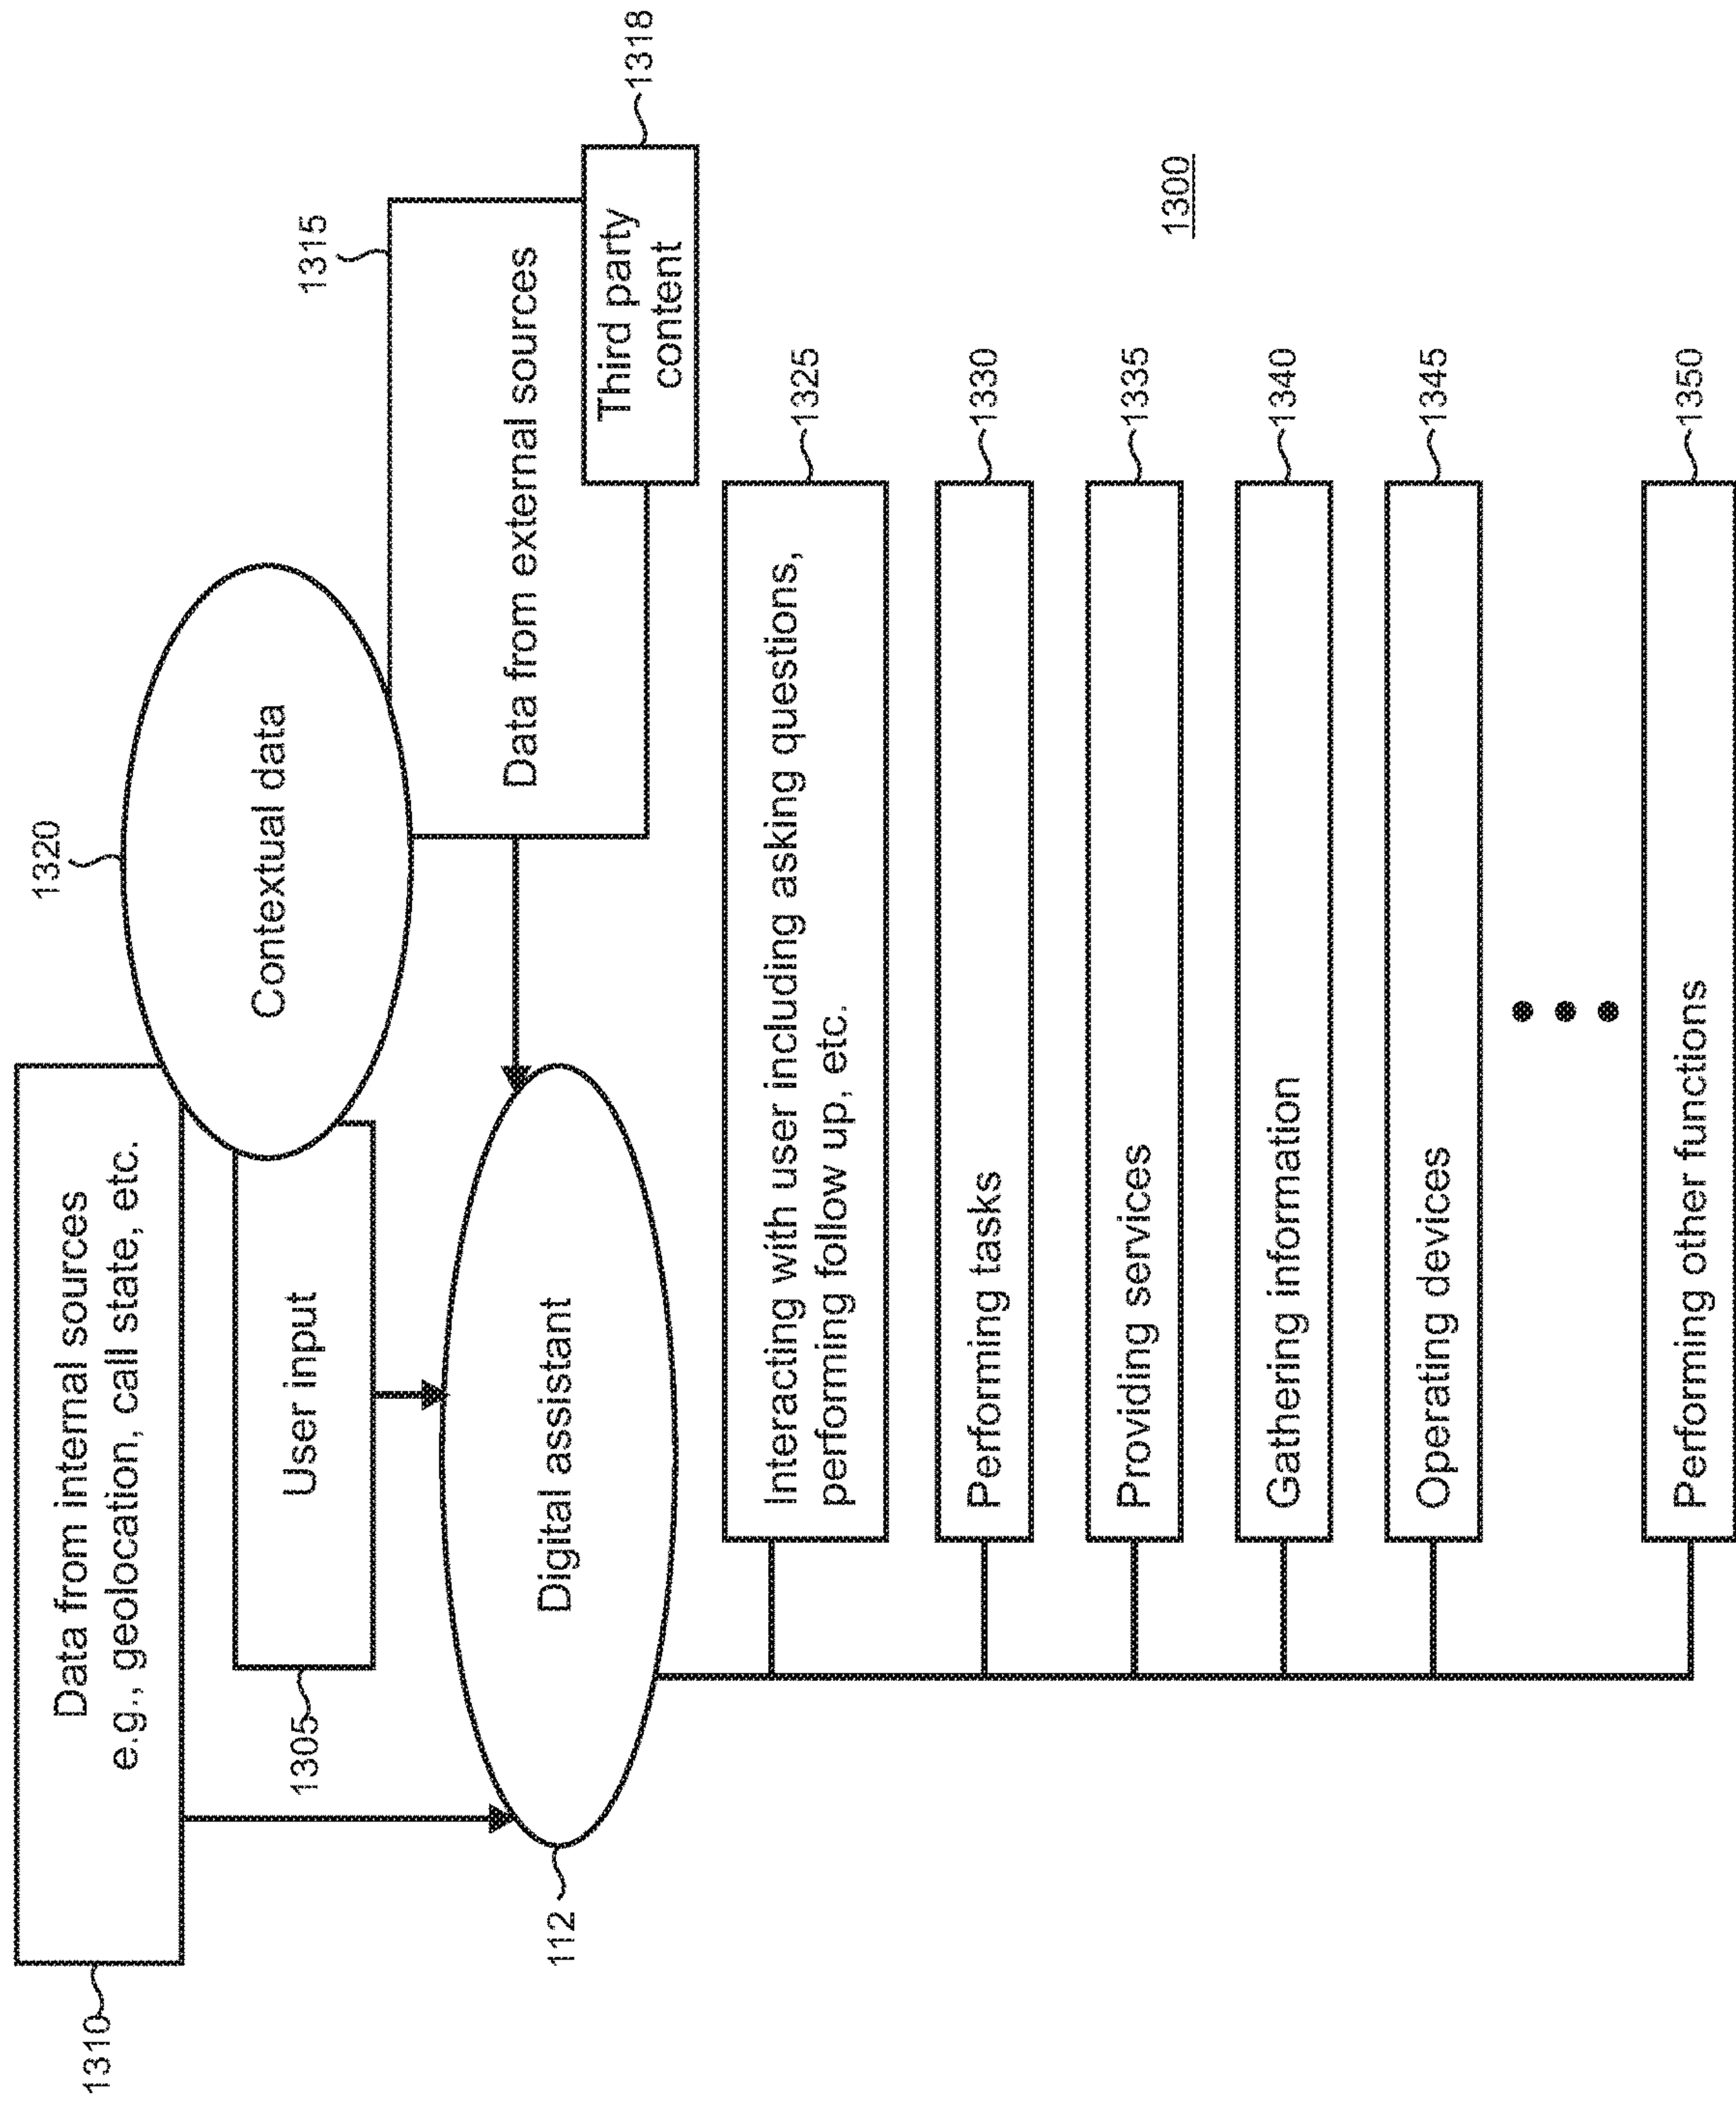 1310
Data from internal sources
e.g., geolocation, call state, etc.
1320
Contextual data
1315
Data from external sources
Third party
content
1318
1305
User input
112
Digital assistant
Interacting with user including asking questions,
performing follow up, etc.
1325
Performing tasks
1330
1300
Providing services
1335
Gathering information
1340
Operating devices
1345
Performing other functions
1350